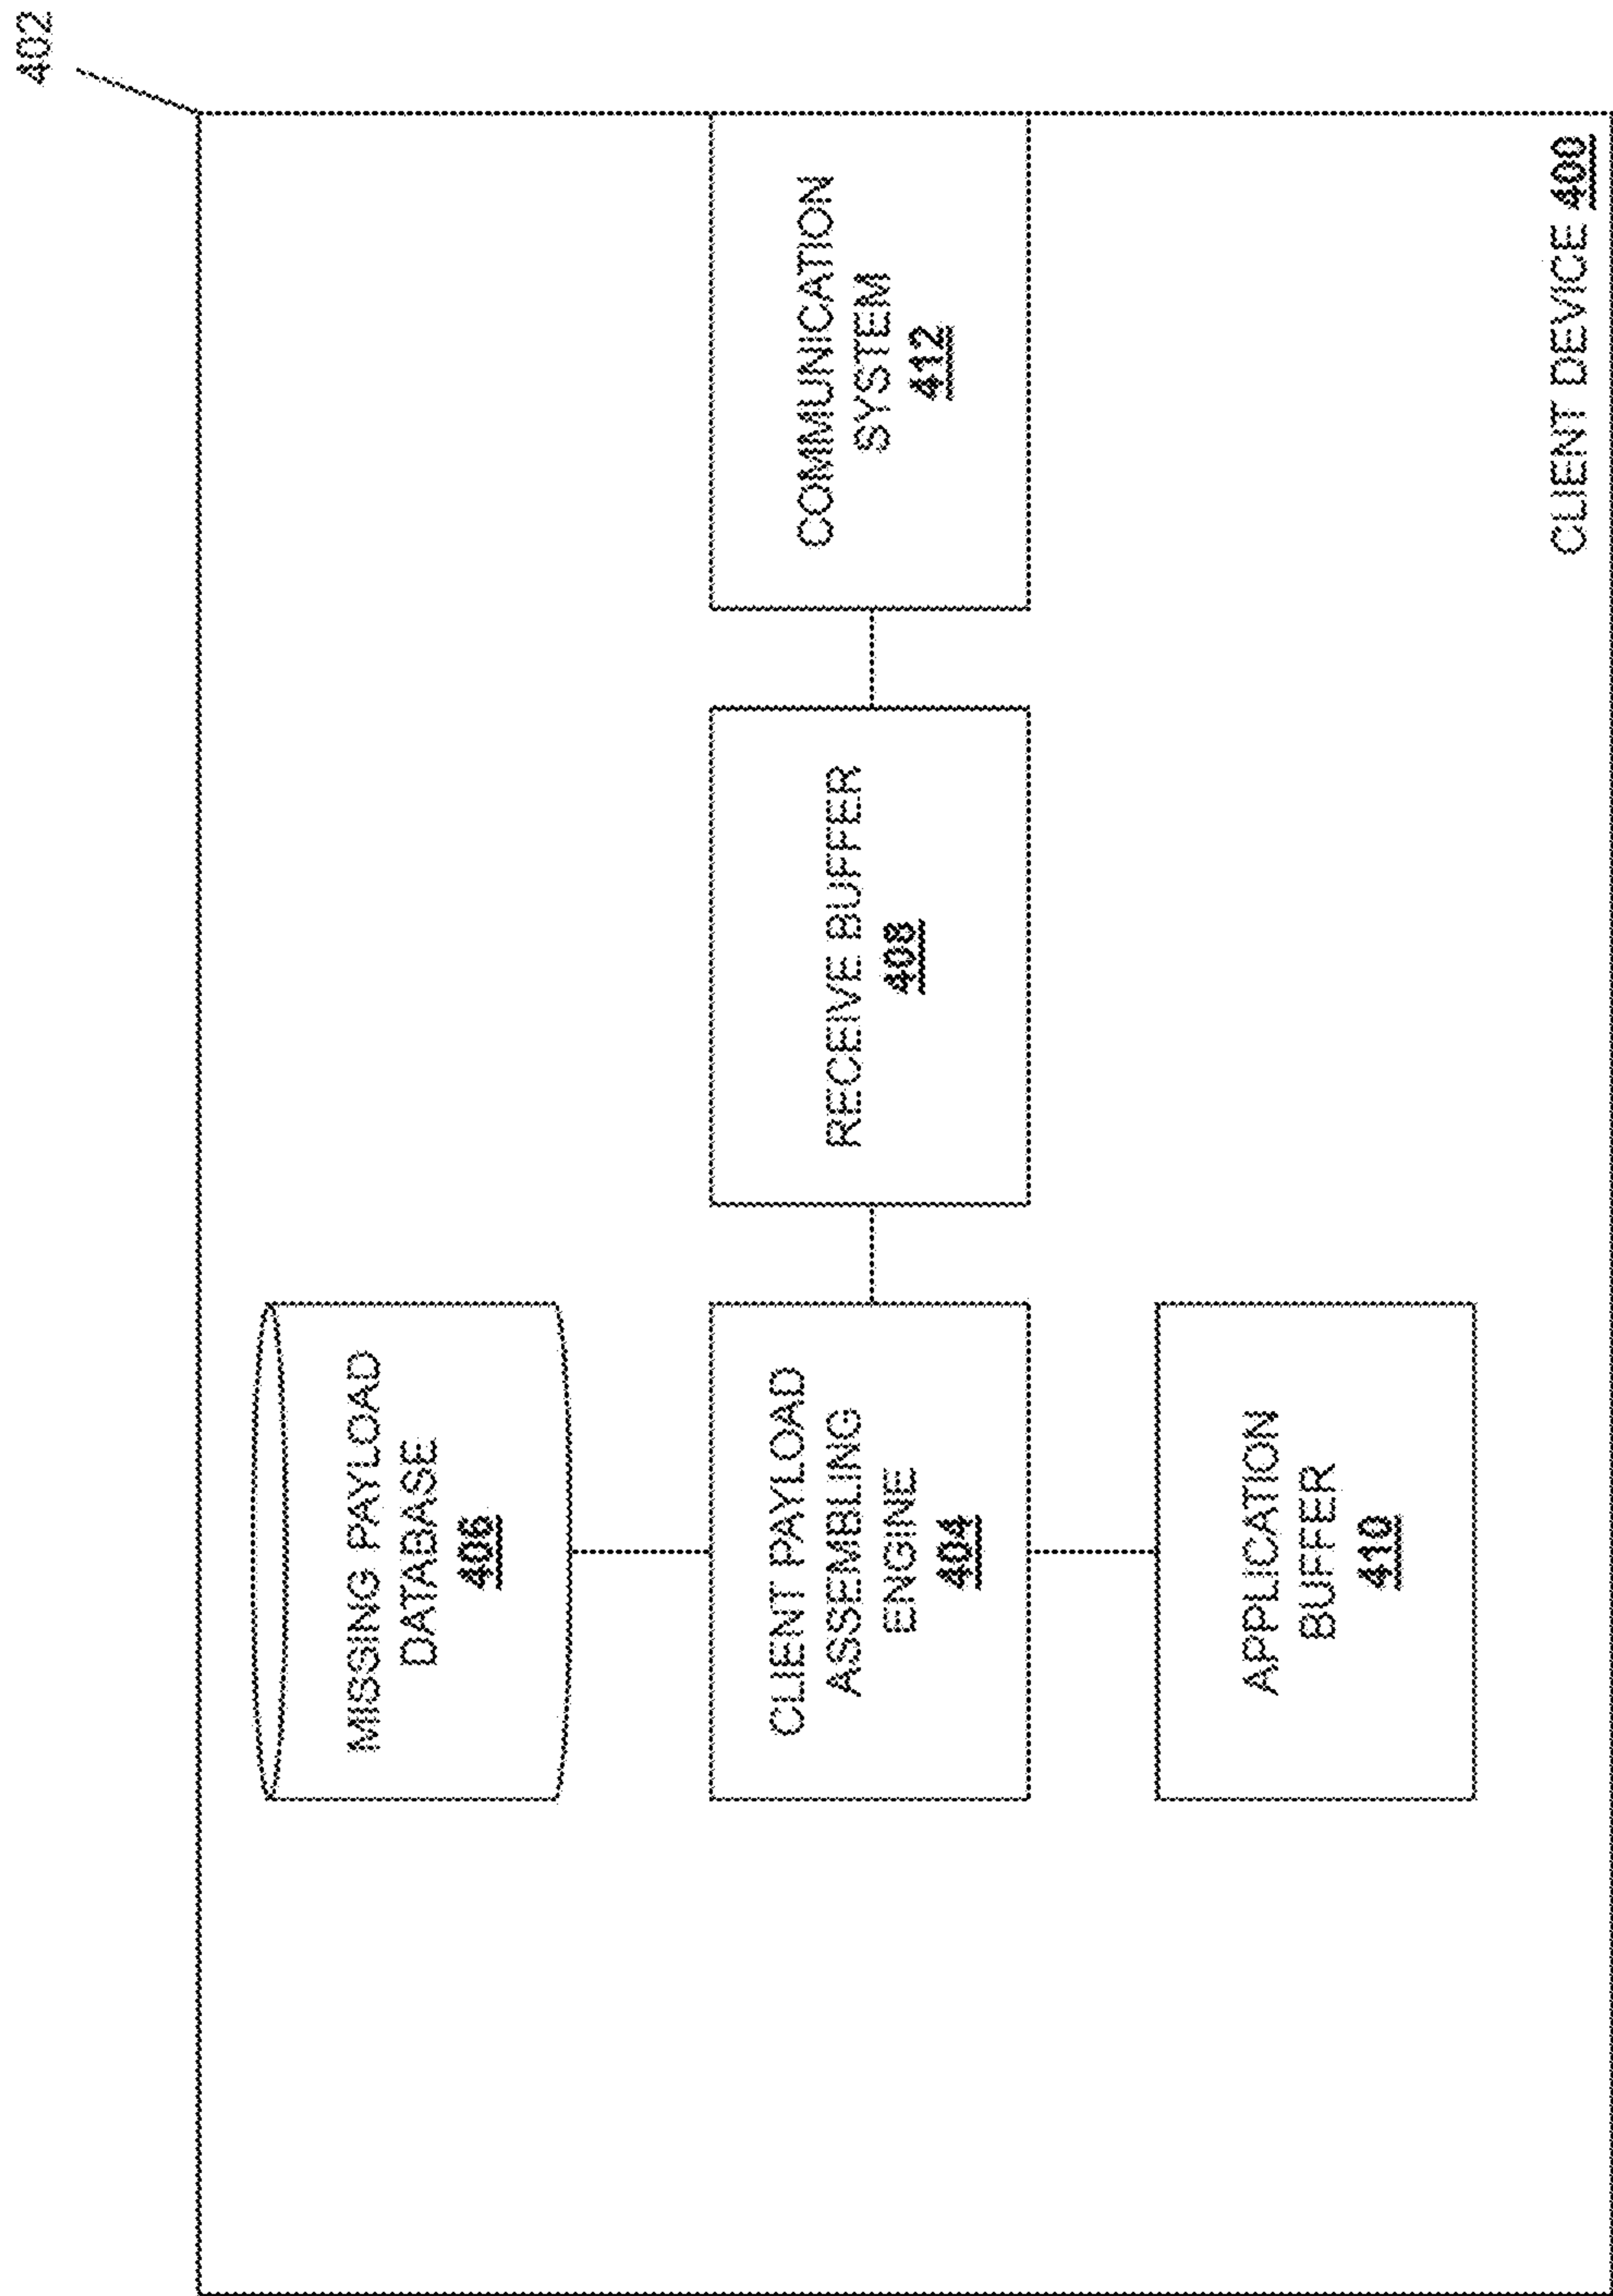 402
MISSING PAYLOAD
DATABASE
406
CLIENT PAYLOAD
ASSEMBLING
ENGINE
404
RECEIVE BUFFER
408
COMMUNICATION
SYSTEM
412
APPLICATION
BUFFER
410
CLIENT DEVICE 400